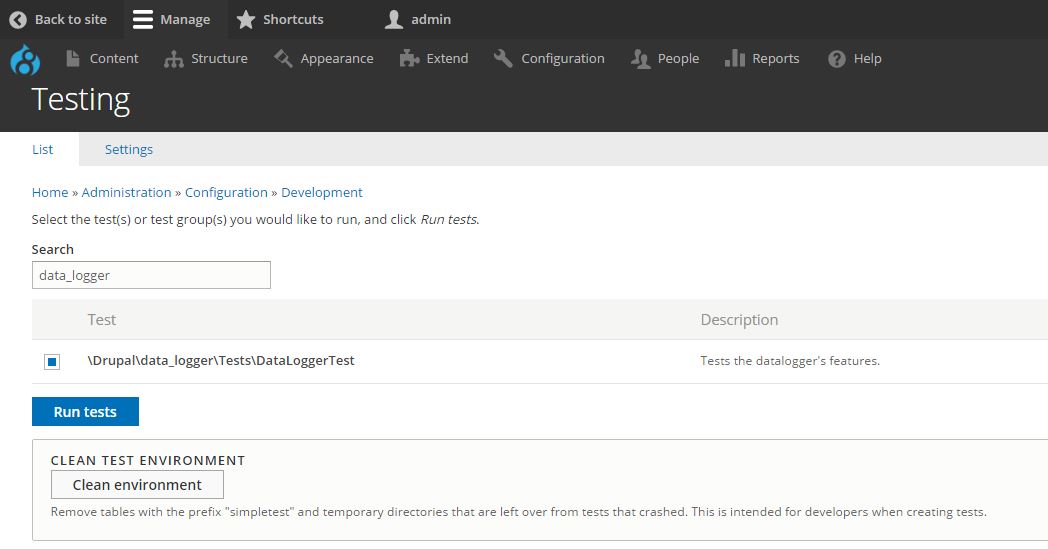 Back to site Manage Shortcuts admin
Content Structure Appearance Extend Configuration People Reports Help
Testing
List Settings
Home » Administration » Configuration » Development
Select the test(s) or test group(s) you would like to run, and click Run tests.
Search
data_logger
Test Description
\Drupal\data_logger\Tests\DataLoggerTest Tests the datalogger's features.
Run tests
CLEAN TEST ENVIRONMENT
Clean environment
Remove tables with the prefix "simpletest" and temporary directories that are left over from tests that crashed. This is intended for developers when creating tests.